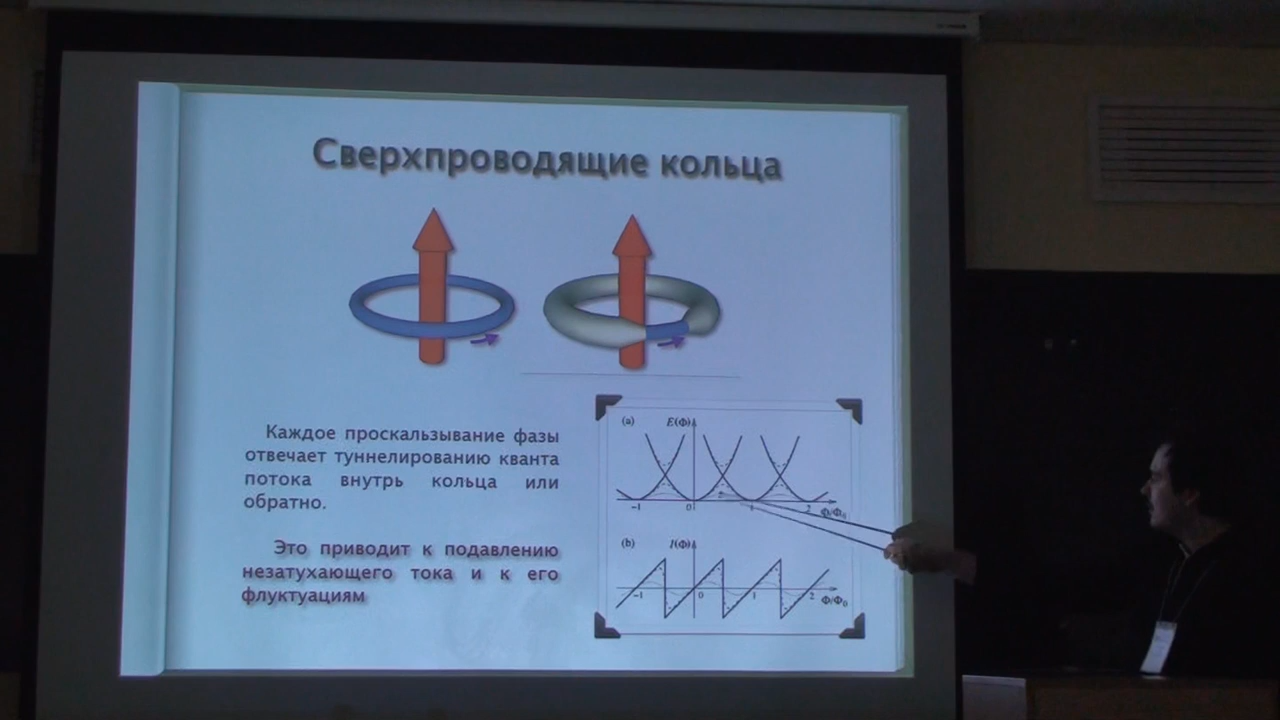 Сверхпроводящие кольца
Каждое проскальзывание фазы
отвечает туннелированию кванта
потока внутрь кольца или
обратно.
Это приводит к подавлению
незатухающего тока и к его
флуктуациям
(a)
E(Φ)
-1
0
1
2
Φ/Φ₀
(b)
I(Φ)
-1
0
1
2
Φ/Φ₀